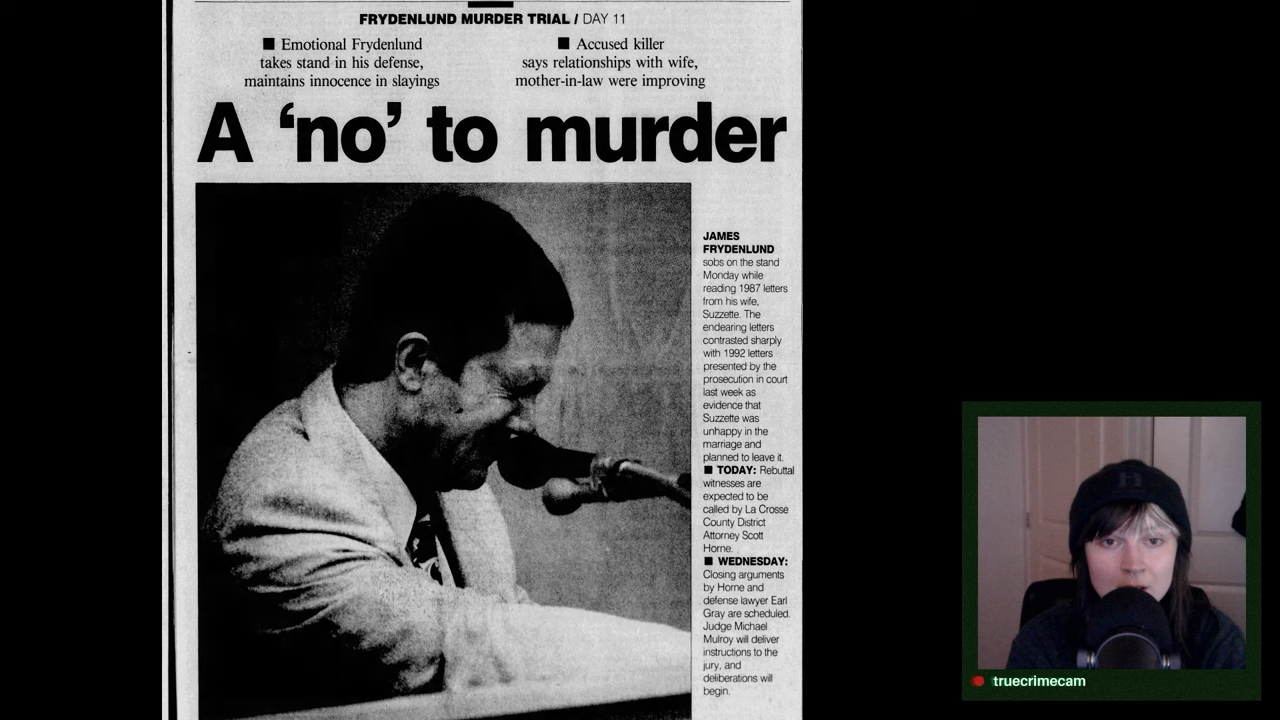 FRYDENLUND MURDER TRIAL / DAY 11
■ Emotional Frydenlund
takes stand in his defense,
maintains innocence in slayings
■ Accused killer
says relationships with wife,
mother-in-law were improving
A ‘no’ to murder
JAMES
FRYDENLUND
sobs on the stand
Monday while
reading 1987 letters
from his wife,
Suzzette. The
endearing letters
contrasted sharply
with 1992 letters
presented by the
prosecution in court
last week as
evidence that
Suzzette was
unhappy in the
marriage and
planned to leave it.
■ TODAY: Rebuttal
witnesses are
expected to be
called by La Crosse
County District
Attorney Scott
Horne.
■ WEDNESDAY:
Closing arguments
by Horne and
defense lawyer Earl
Gray are scheduled.
Judge Michael
Mulroy will deliver
instructions to the
jury, and
deliberations will
begin.
truecrimecam